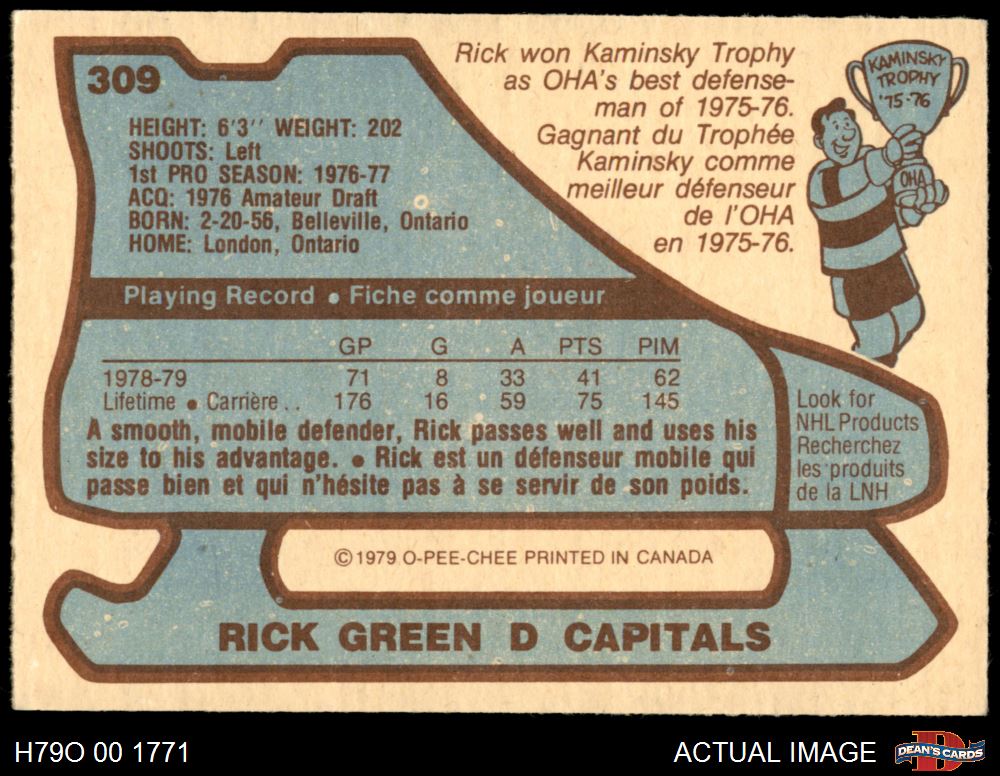 309
HEIGHT: 6'3'' WEIGHT: 202
SHOOTS: Left
1st PRO SEASON: 1976-77
ACQ: 1976 Amateur Draft
BORN: 2-20-56, Belleville, Ontario
HOME: London, Ontario
Rick won Kaminsky Trophy
as OHA's best defense-
man of 1975-76.
Gagnant du Trophée
Kaminsky comme
meilleur défenseur
de l'OHA
en 1975-76.
KAMINSKY
TROPHY
'75-76
OHA
Playing Record • Fiche comme joueur
GP G A PTS PIM
1978-79 71 8 33 41 62
Lifetime • Carrière . . 176 16 59 75 145
A smooth, mobile defender, Rick passes well and uses his
size to his advantage. • Rick est un défenseur mobile qui
passe bien et qui n'hésite pas à se servir de son poids.
Look for
NHL Products
Recherchez
les produits
de la LNH
©1979 O-PEE-CHEE PRINTED IN CANADA
RICK GREEN D CAPITALS
H79O 00 1771
ACTUAL IMAGE
DEAN'S CARDS